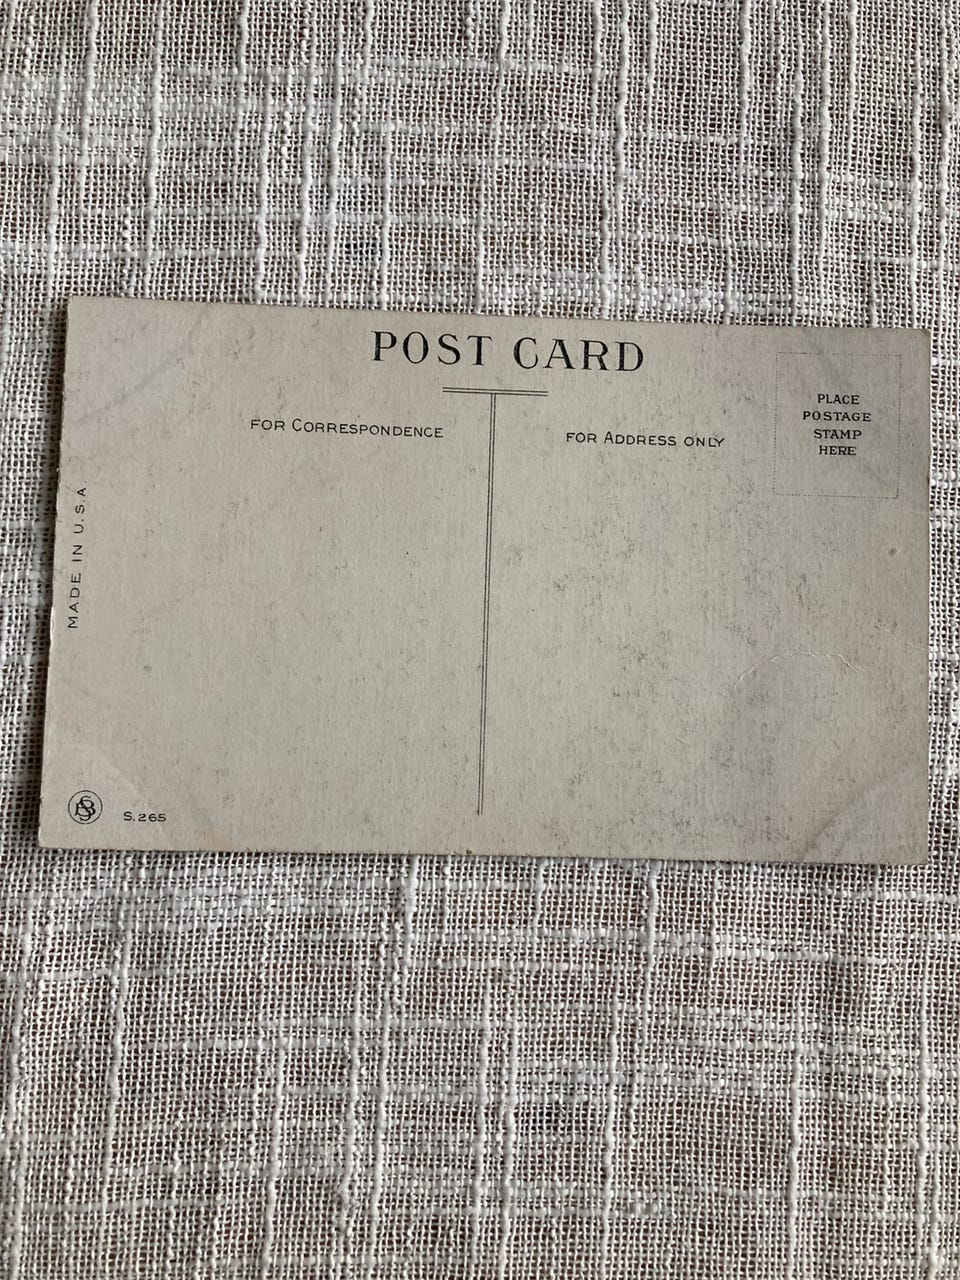 POST CARD
FOR CORRESPONDENCE
FOR ADDRESS ONLY
PLACE
POSTAGE
STAMP
HERE
MADE IN U.S.A.
S. 265